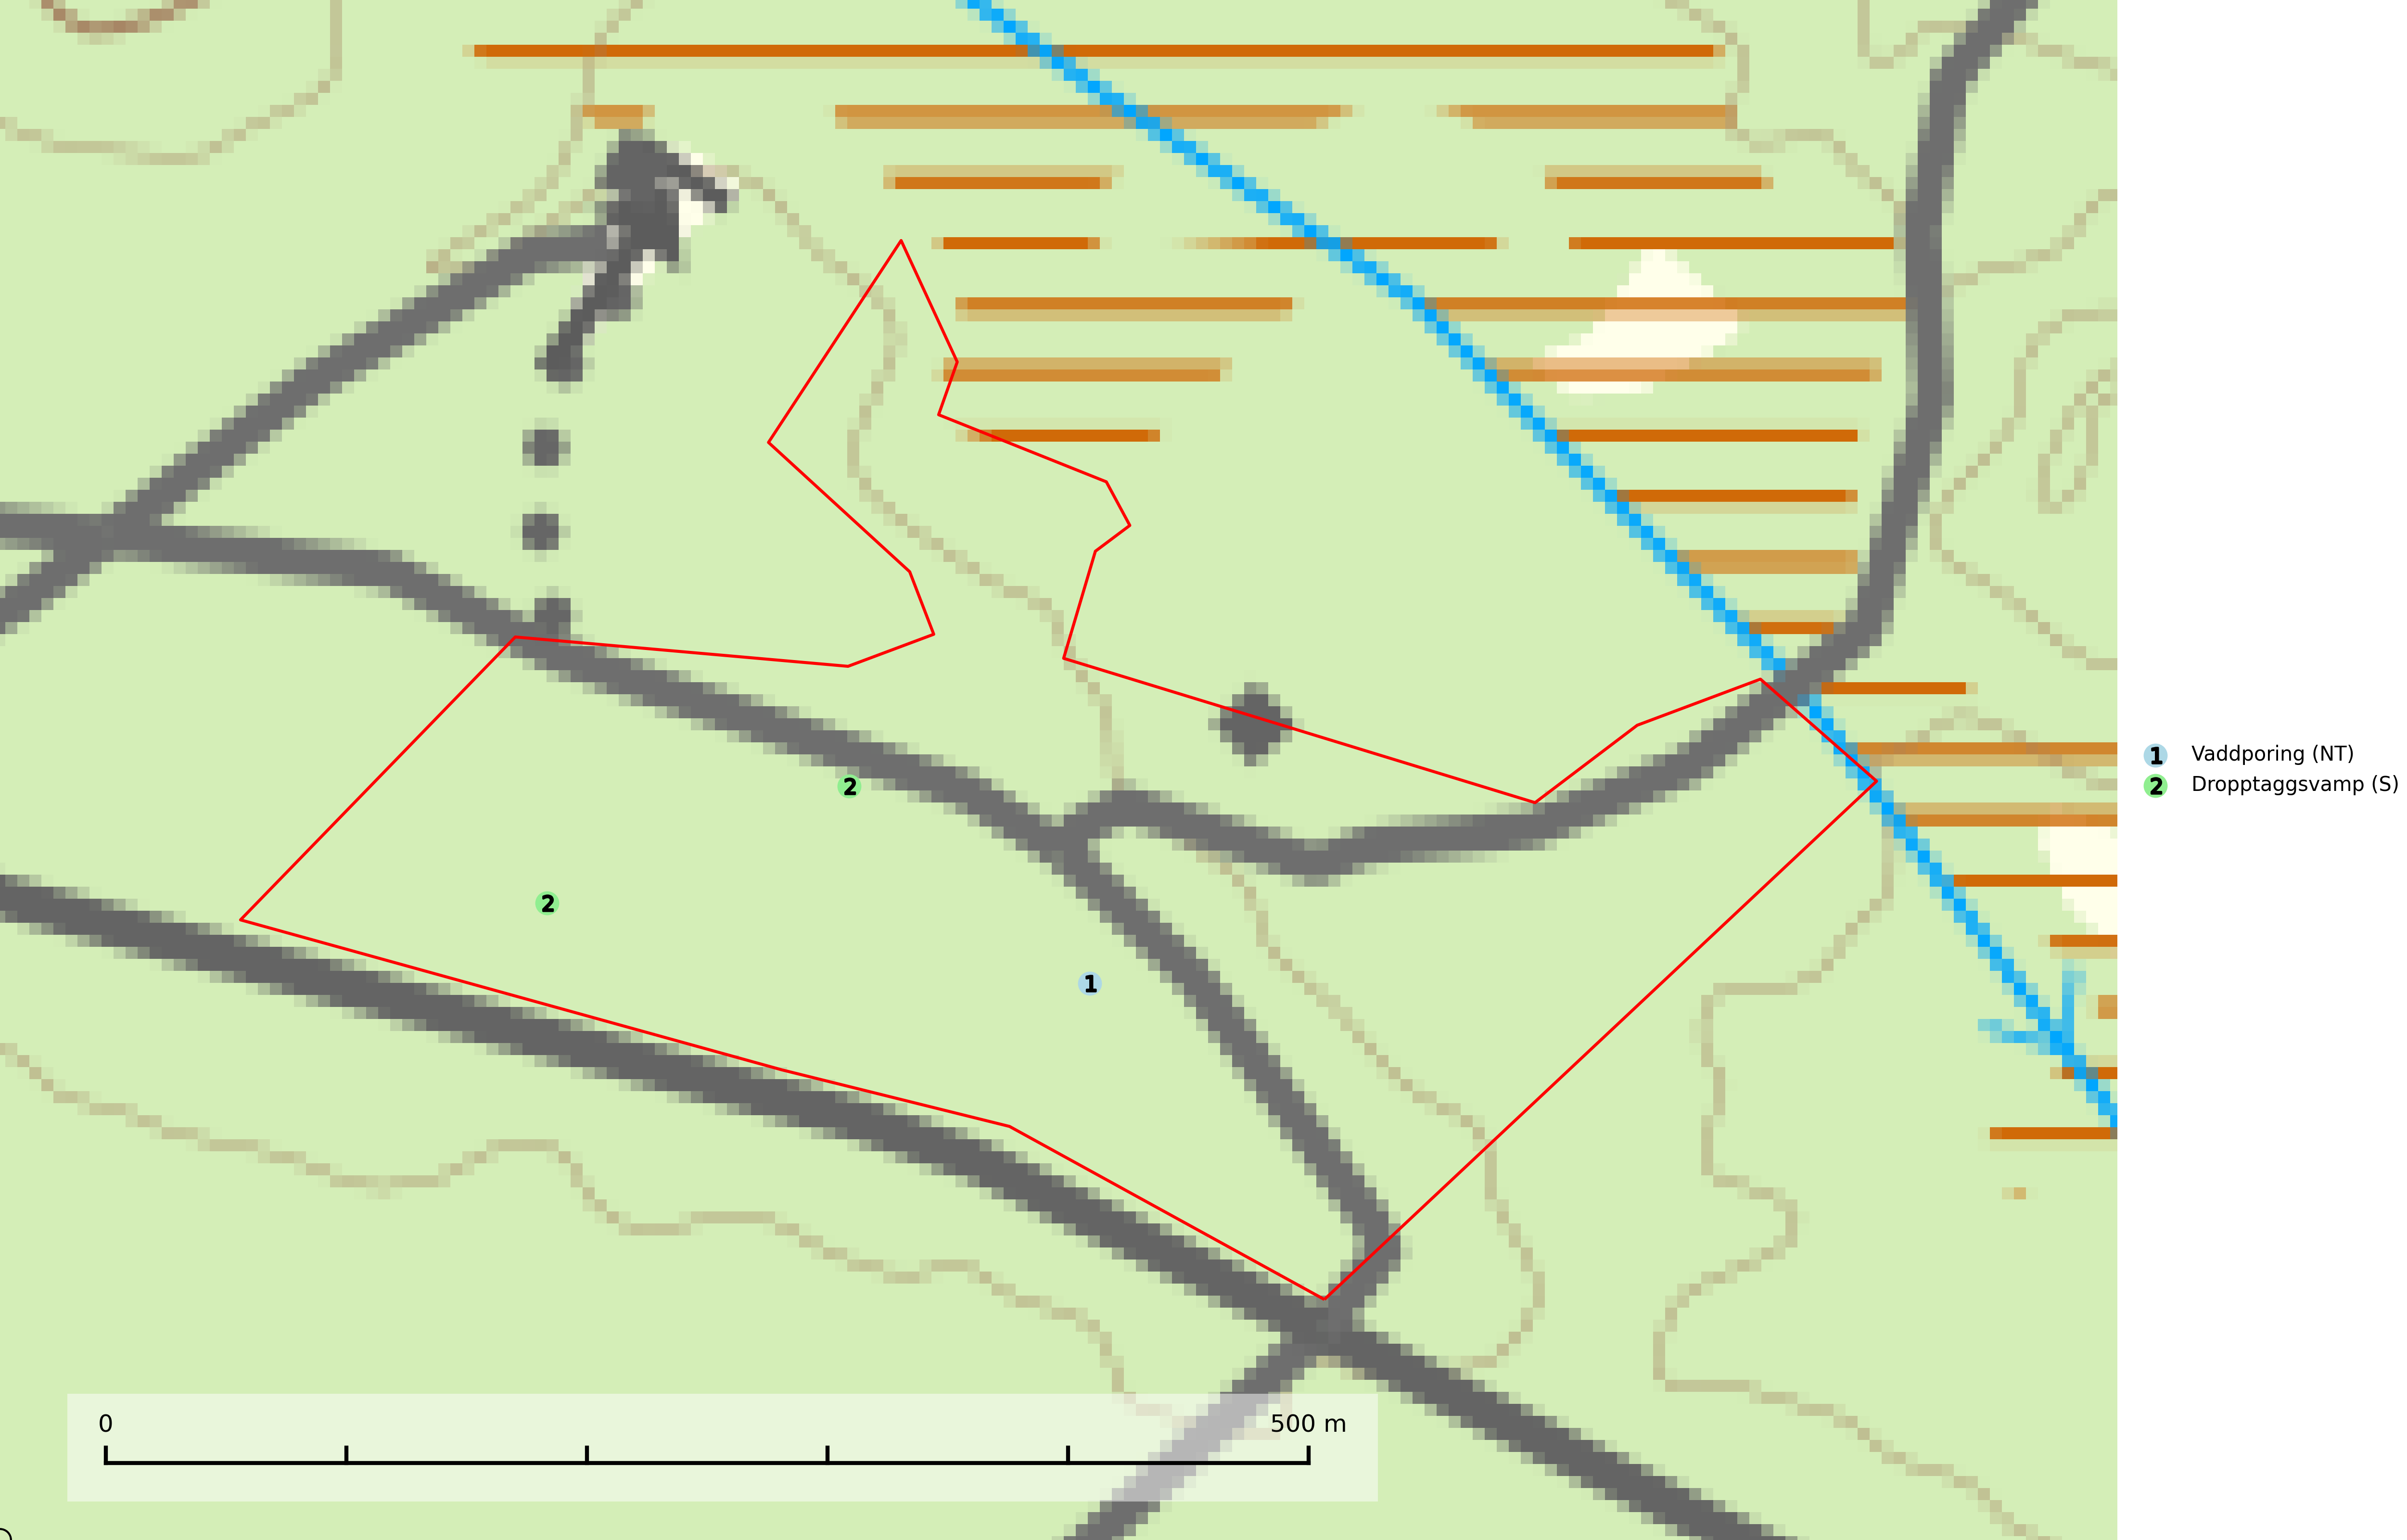 2
2
1
1 Vaddporing (NT)
2 Dropptaggsvamp (S)
0 500 m